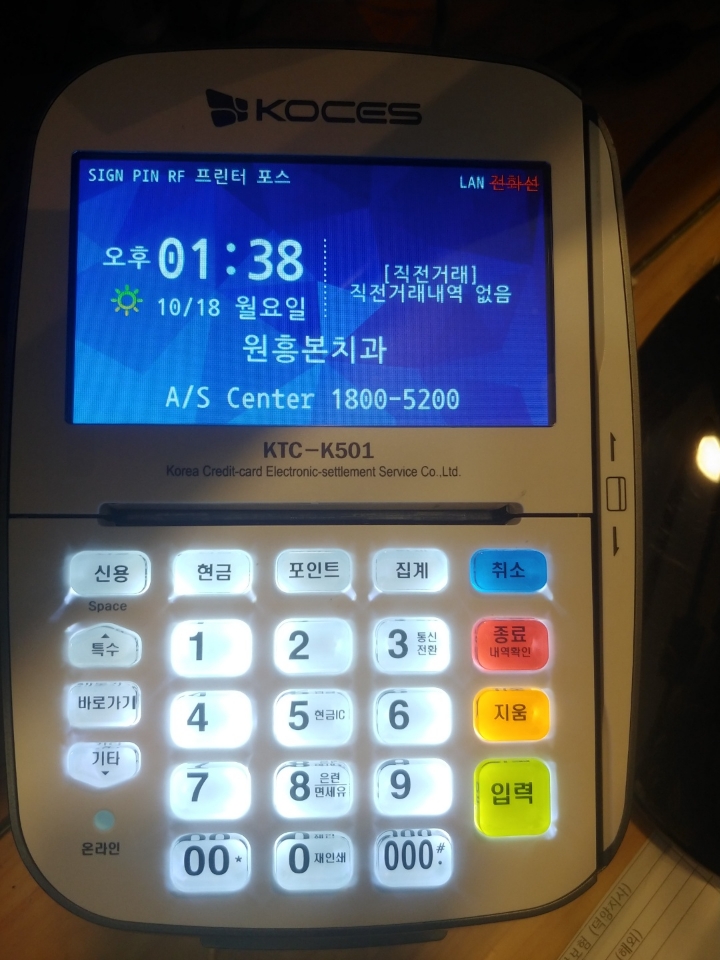 KOCES
SIGN PIN RF 프린터 포스
LAN 전화선
오후 01:38
10/18 월요일
[직전거래]
직전거래내역 없음
원흥본치과
A/S Center 1800-5200
KTC-K501
Korea Credit-card Electronic-settlement Service Co.,Ltd.
신용 현금 포인트 집계 취소
Space
특수 1 2 3 통신전환 종료 내역확인
바로가기 4 5 현금IC 6 지움
기타 7 8 은련 면세유 9 입력
온라인 00 * 0 재인쇄 000 # .
(해외)